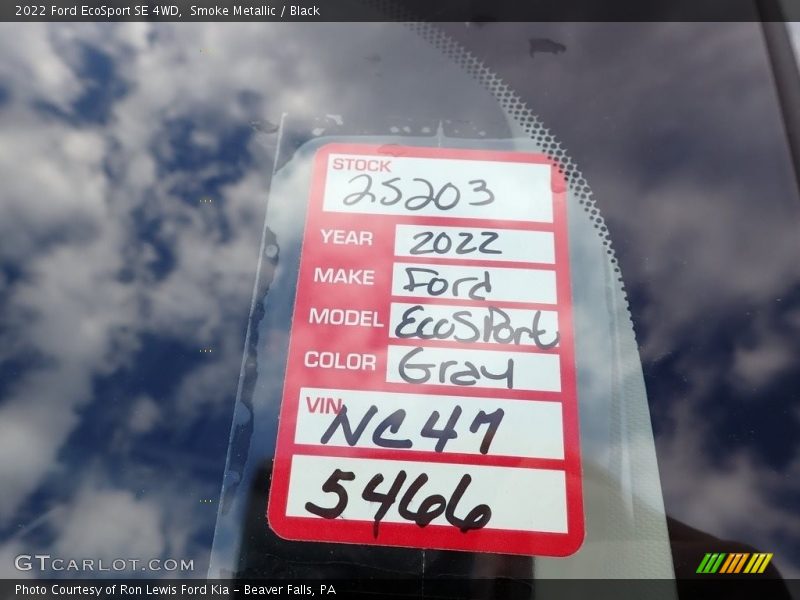 2022 Ford EcoSport SE 4WD, Smoke Metallic / Black
STOCK
25203
YEAR 2022
MAKE Ford
MODEL EcoSPort
COLOR Gray
VIN NC47
5466
GTCARLOT.COM
Photo Courtesy of Ron Lewis Ford Kia - Beaver Falls, PA